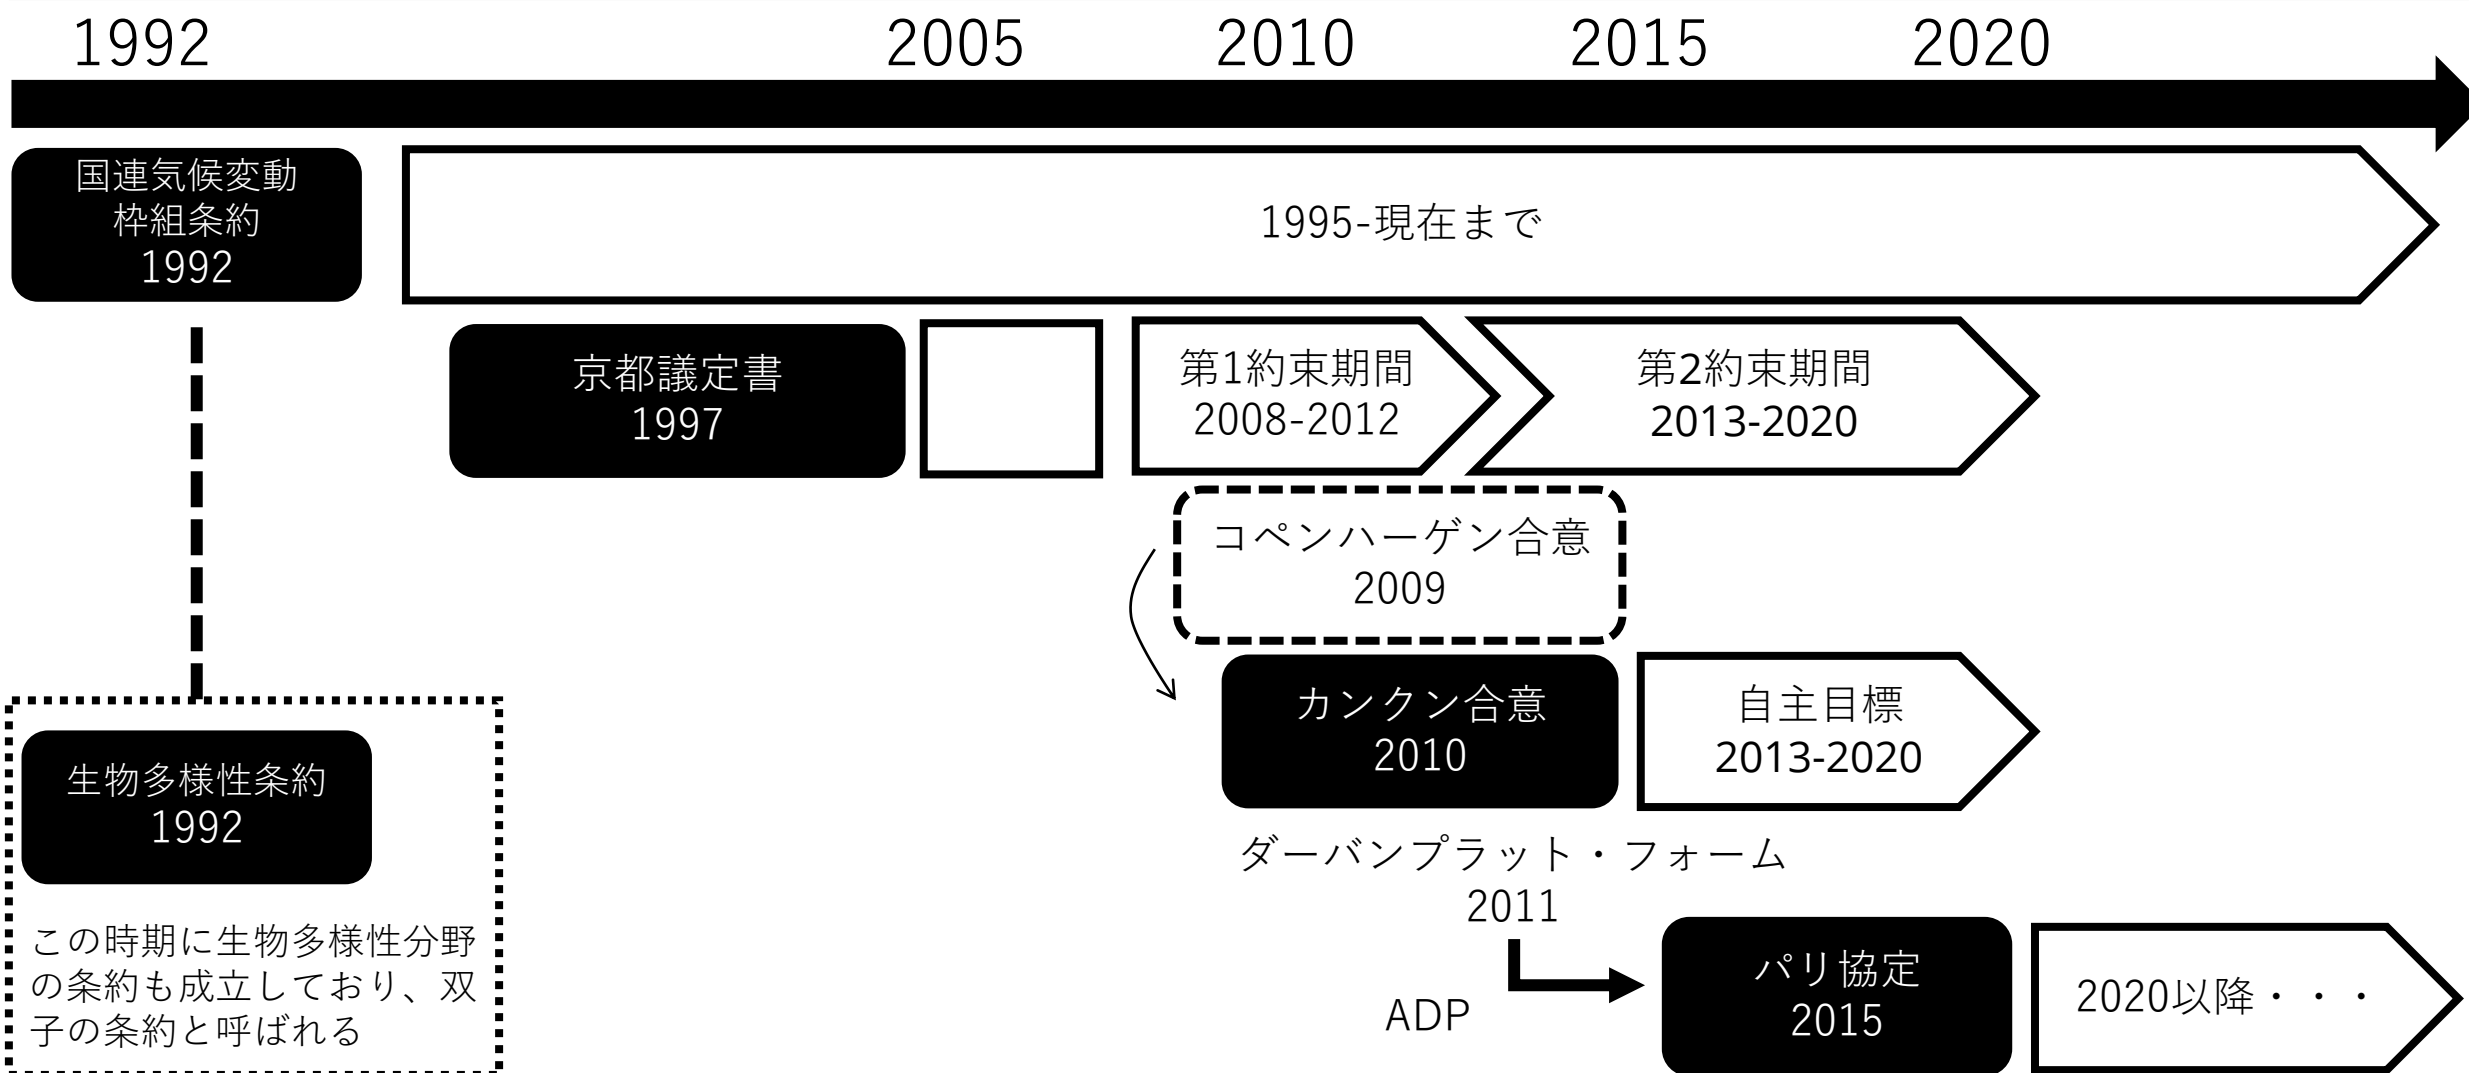 1992
2005
2010
2015
2020
国連気候変動
枠組条約
1992
1995-現在まで
京都議定書
1997
第1約束期間
2008-2012
第2約束期間
2013-2020
コペンハーゲン合意
2009
カンクン合意
2010
自主目標
2013-2020
生物多様性条約
1992
この時期に生物多様性分野
の条約も成立しており、双
子の条約と呼ばれる
ダーバンプラット・フォーム
2011
ADP
パリ協定
2015
2020以降・・・